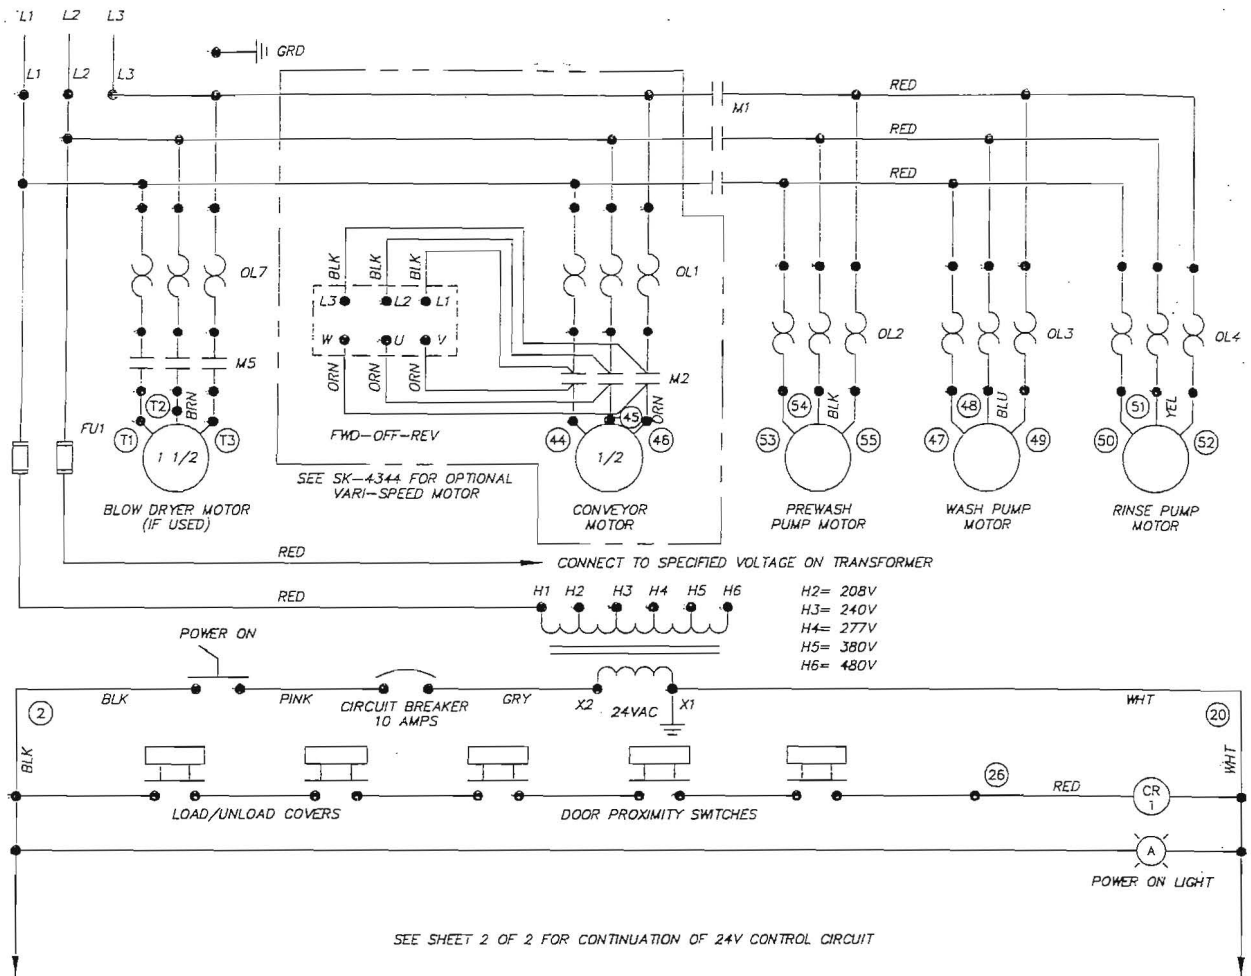 L1 L2 L3
GRD
L1 L2 L3
RED
M1
RED
RED
OL7
BLK BLK BLK
OL1
L3 L2 L1
W U V
OL2 OL3 OL4
M5
M2
ORN ORN ORN
T2 BRN
45 ORN
54 BLK
48 BLU
51 YEL
FU1
T1 T3
1 1/2
FWD-OFF-REV
44 46
1/2
53 55
47 49
50 52
SEE SK-4344 FOR OPTIONAL
VARI-SPEED MOTOR
BLOW DRYER MOTOR
(IF USED)
CONVEYOR
MOTOR
PREWASH
PUMP MOTOR
WASH PUMP
MOTOR
RINSE PUMP
MOTOR
RED
CONNECT TO SPECIFIED VOLTAGE ON TRANSFORMER
RED
H1 H2 H3 H4 H5 H6
H2= 208V
H3= 240V
H4= 277V
H5= 380V
H6= 480V
POWER ON
BLK
PINK
CIRCUIT BREAKER
10 AMPS
GRY
X2
24VAC
X1
WHT
2
20
BLK
WHT
LOAD/UNLOAD COVERS
DOOR PROXIMITY SWITCHES
26
RED
CR
1
A
POWER ON LIGHT
SEE SHEET 2 OF 2 FOR CONTINUATION OF 24V CONTROL CIRCUIT